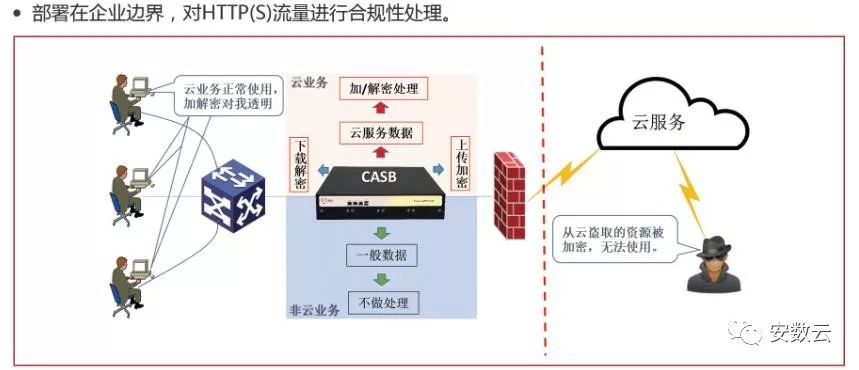 • 部署在企业边界，对HTTP(S)流量进行合规性处理。
云业务正常使用，
加解密对我透明
云业务
加/解密处理
云服务数据
下载解密
上传加密
CASB
一般数据
不做处理
非云业务
云服务
从云盗取的资源被
加密，无法使用。
安数云